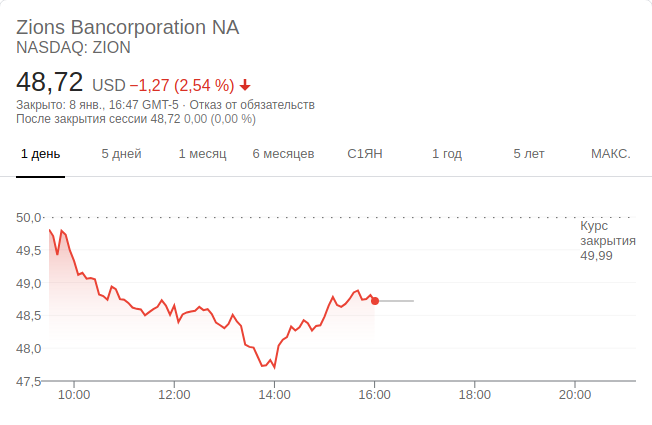 Zions Bancorporation NA
NASDAQ: ZION
48,72 USD −1,27 (2,54 %)
Закрыто: 8 янв., 16:47 GMT-5 · Отказ от обязательств
После закрытия сессии 48,72 0,00 (0,00 %)
1 день 5 дней 1 месяц 6 месяцев С1ЯН 1 год 5 лет МАКС.
50,0
Курс
закрытия
49,99
49,5
49,0
48,5
48,0
47,5
10:00 12:00 14:00 16:00 18:00 20:00